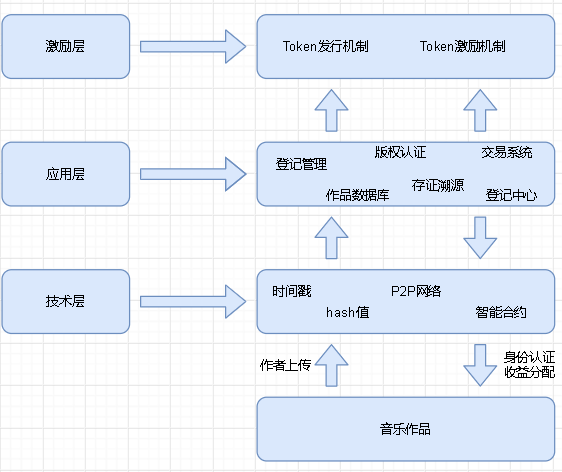 激励层
Token发行机制
Token激励机制
应用层
登记管理
版权认证
交易系统
作品数据库
存证溯源
登记中心
技术层
时间戳
hash值
P2P网络
智能合约
作者上传
身份认证
收益分配
音乐作品